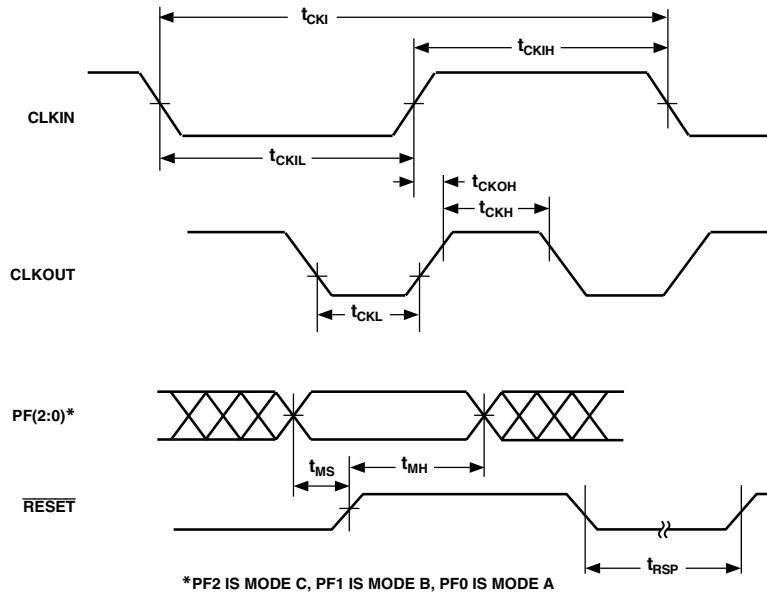 tCKI
tCKIH
CLKIN
tCKIL
tCKOH
tCKH
CLKOUT
tCKL
PF(2:0)*
tMS
tMH
RESET
tRSP
*PF2 IS MODE C, PF1 IS MODE B, PF0 IS MODE A